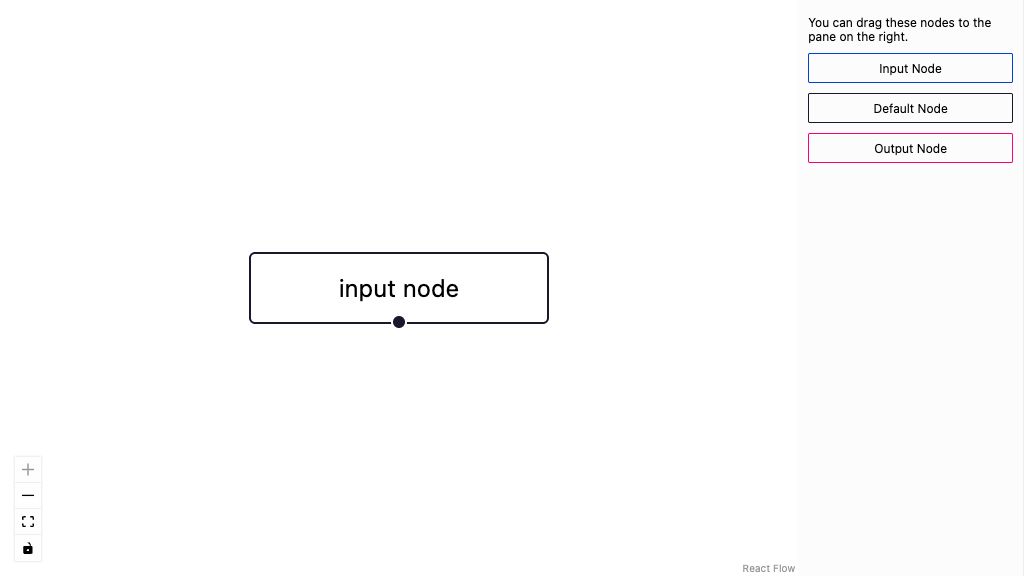 You can drag these nodes to the
pane on the right.
Input Node
Default Node
Output Node
input node
React Flow